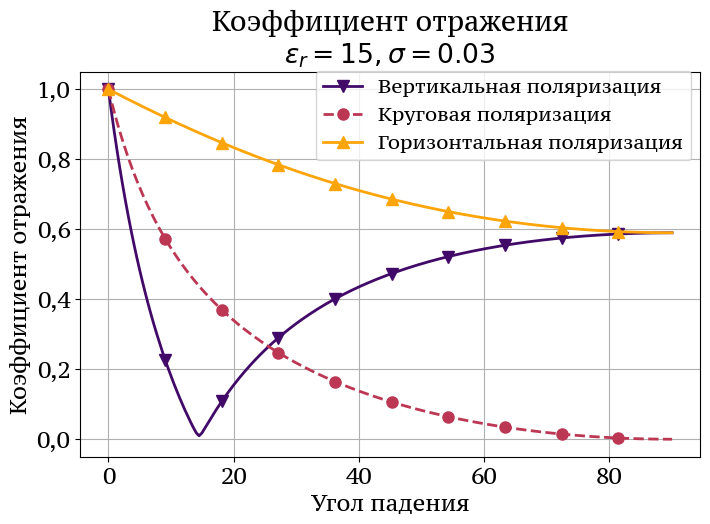 Коэффициент отражения
εr = 15, σ = 0.03
Вертикальная поляризация
Круговая поляризация
Горизонтальная поляризация
Коэффициент отражения
1,0
0,8
0,6
0,4
0,2
0,0
0 20 40 60 80
Угол падения